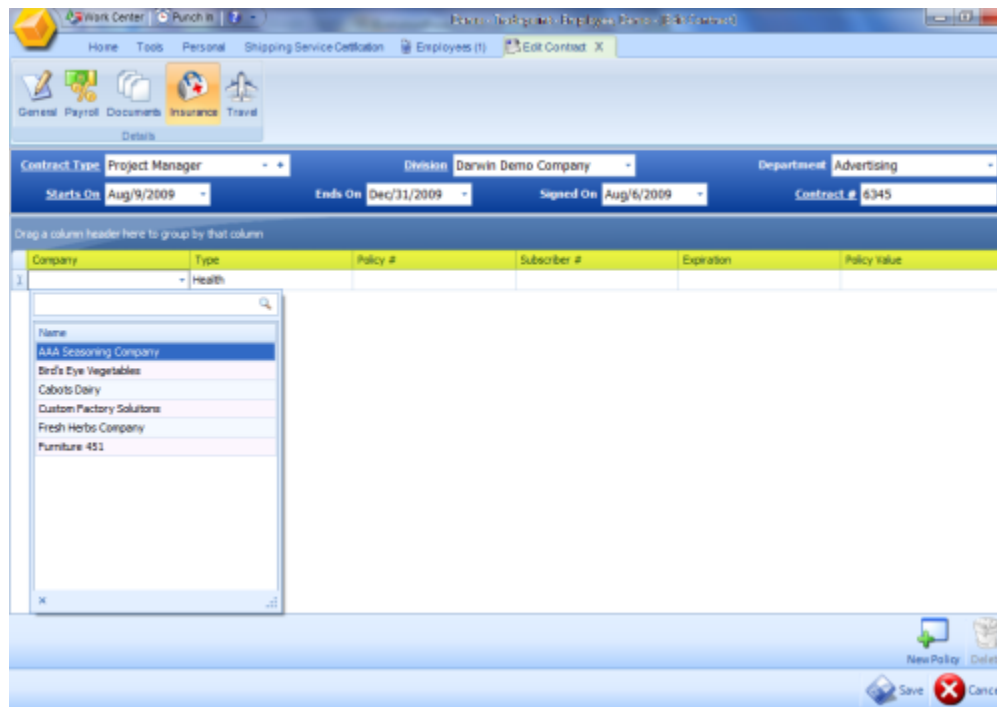 Work Center Punch in
Home Tools Personal Shipping Service Certification Employees (1) Edit Contract X
General Payroll Documents Insurance Travel
Details
Contract Type Project Manager Division Darwin Demo Company Department Advertising
Starts On Aug/9/2009 Ends On Dec/31/2009 Signed On Aug/6/2009 Contract # 6345
Drag a column header here to group by that column
Company Type Policy # Subscriber # Expiration Policy Value
Health
Name
AAA Seasoning Company
Bird's Eye Vegetables
Cabots Dairy
Custom Factory Solutions
Fresh Herbs Company
Furniture 451
New Policy Delet
Save Cance